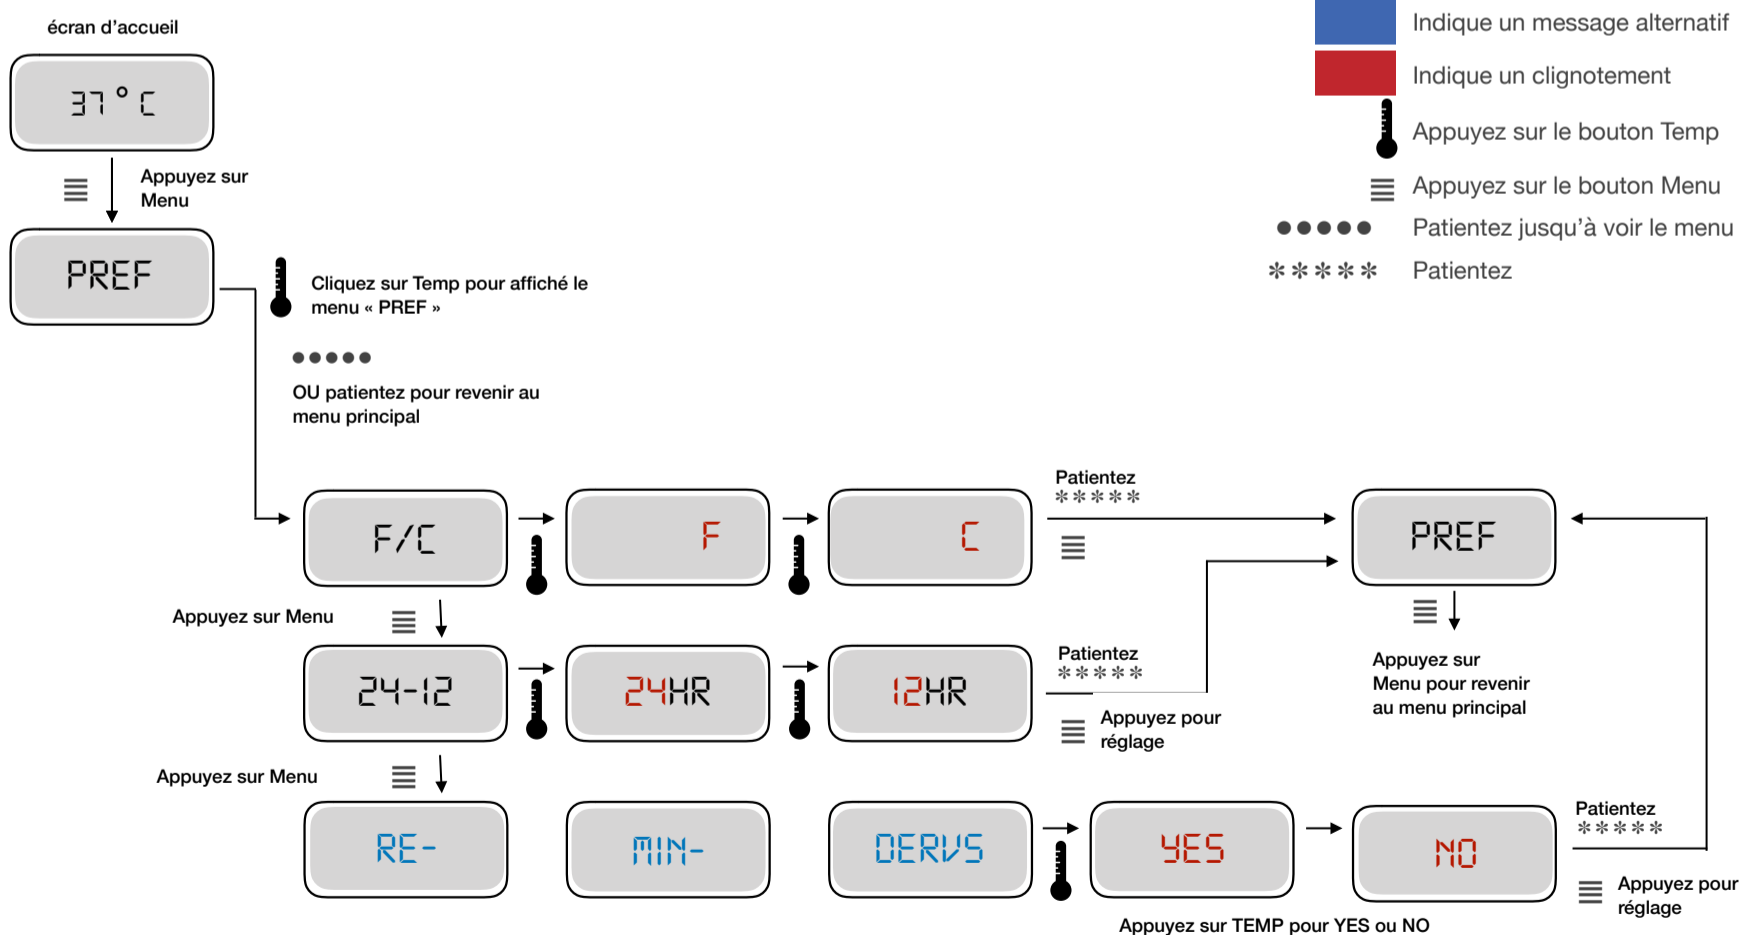 écran d'accueil
37°C
Appuyez sur
Menu
PREF
Cliquez sur Temp pour affiché le
menu « PREF »
OU patientez pour revenir au
menu principal
Indique un message alternatif
Indique un clignotement
Appuyez sur le bouton Temp
Appuyez sur le bouton Menu
Patientez jusqu'à voir le menu
***** Patientez
F/C
F
C
Patientez
*****
PREF
Appuyez sur Menu
24-12
24HR
12HR
Patientez
*****
Appuyez pour
réglage
Appuyez sur
Menu pour revenir
au menu principal
Appuyez sur Menu
RE-
MIN-
DERVS
YES
NO
Patientez
*****
Appuyez pour
réglage
Appuyez sur TEMP pour YES ou NO